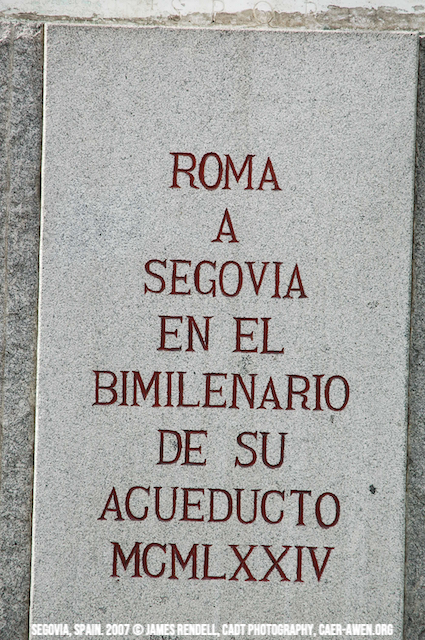 ROMA
A
SEGOVIA
EN EL
BIMILENARIO
DE SU
ACUEDUCTO
MCMLXXIV
SEGOVIA, SPAIN. 2007 © JAMES RENDELL, CADT PHOTOGRAPHY, CAER-AWEN.ORG